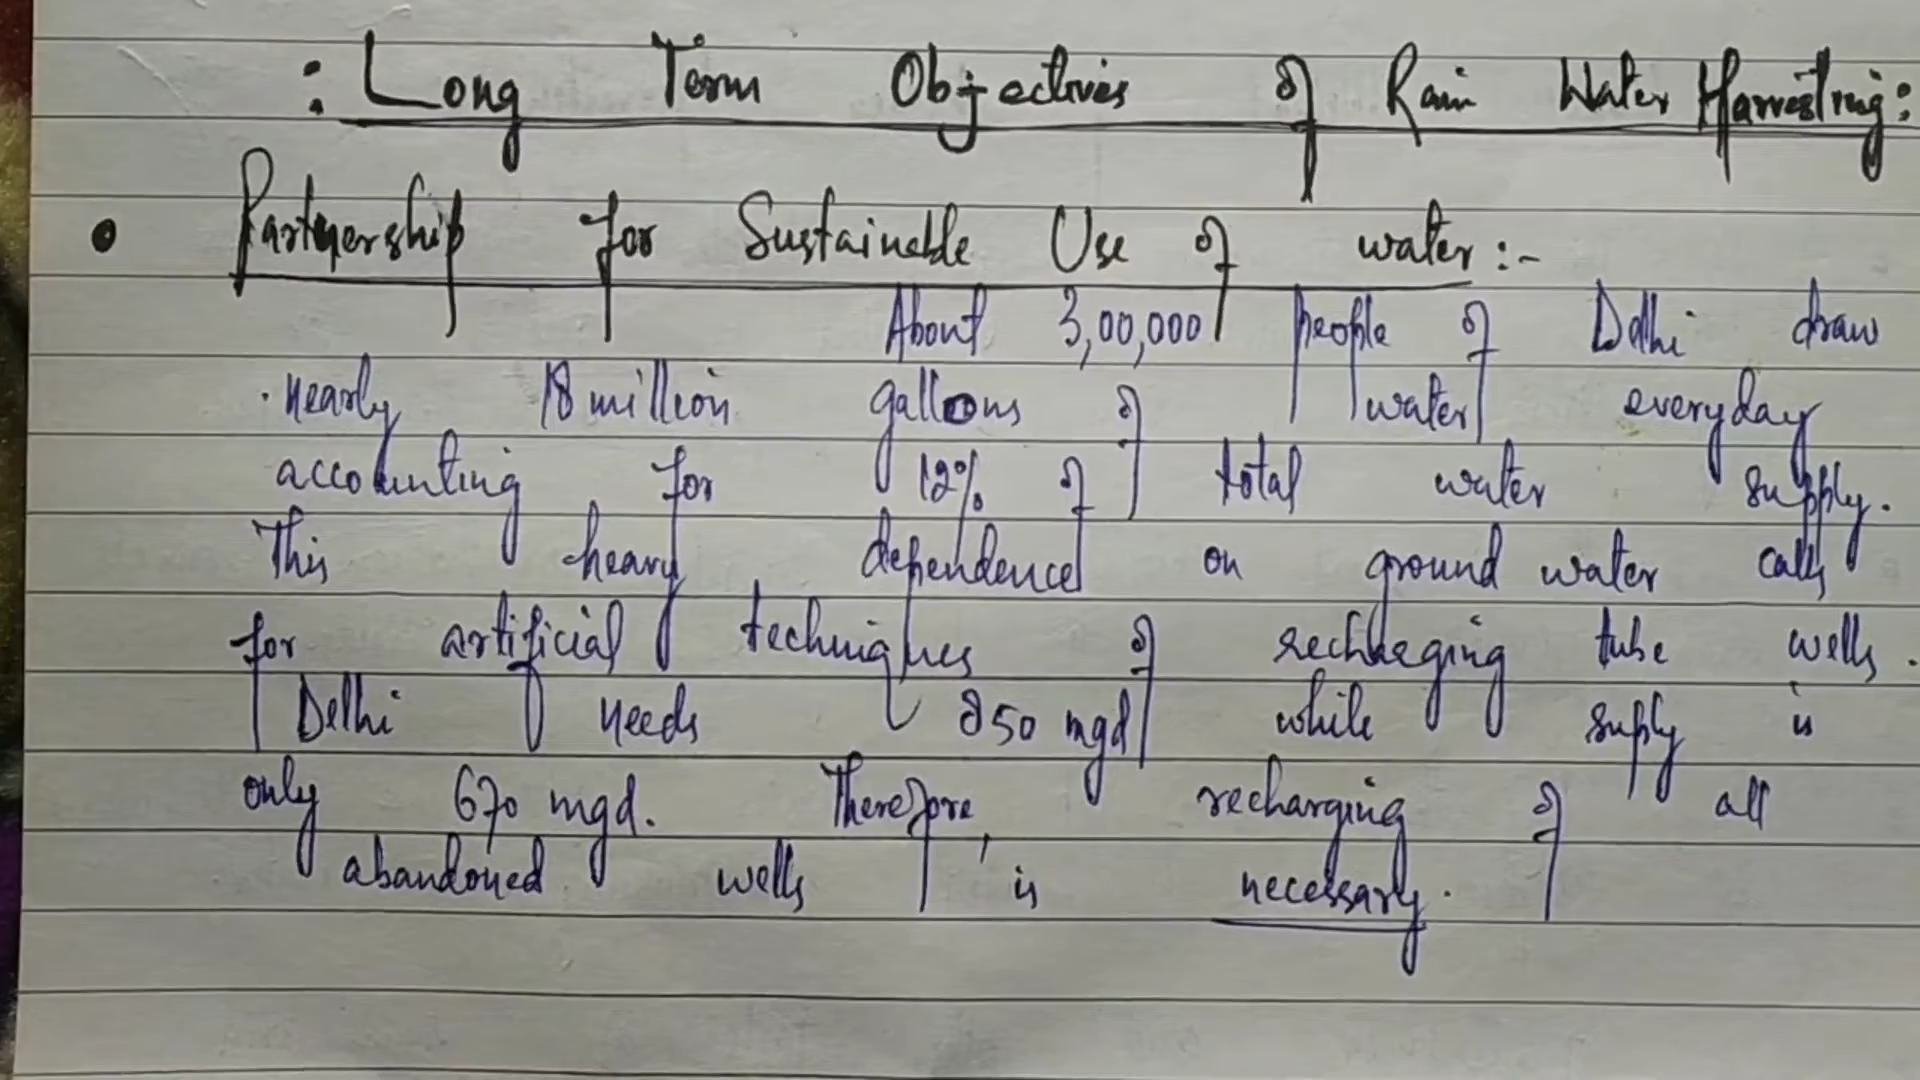 : Long Term Objectives of Rain Water Harvesting :
• Partnership for Sustainable Use of water :-
About 3,00,000 people of Delhi draw
nearly 18 million gallons of water everyday
accounting for 12% of total water supply.
This heavy dependence on ground water calls
for artificial techniques of recharging tube wells.
Delhi needs 850 mgd while suply is
only 670 mgd. Therefore, recharging of all
abandoned wells is necessary.